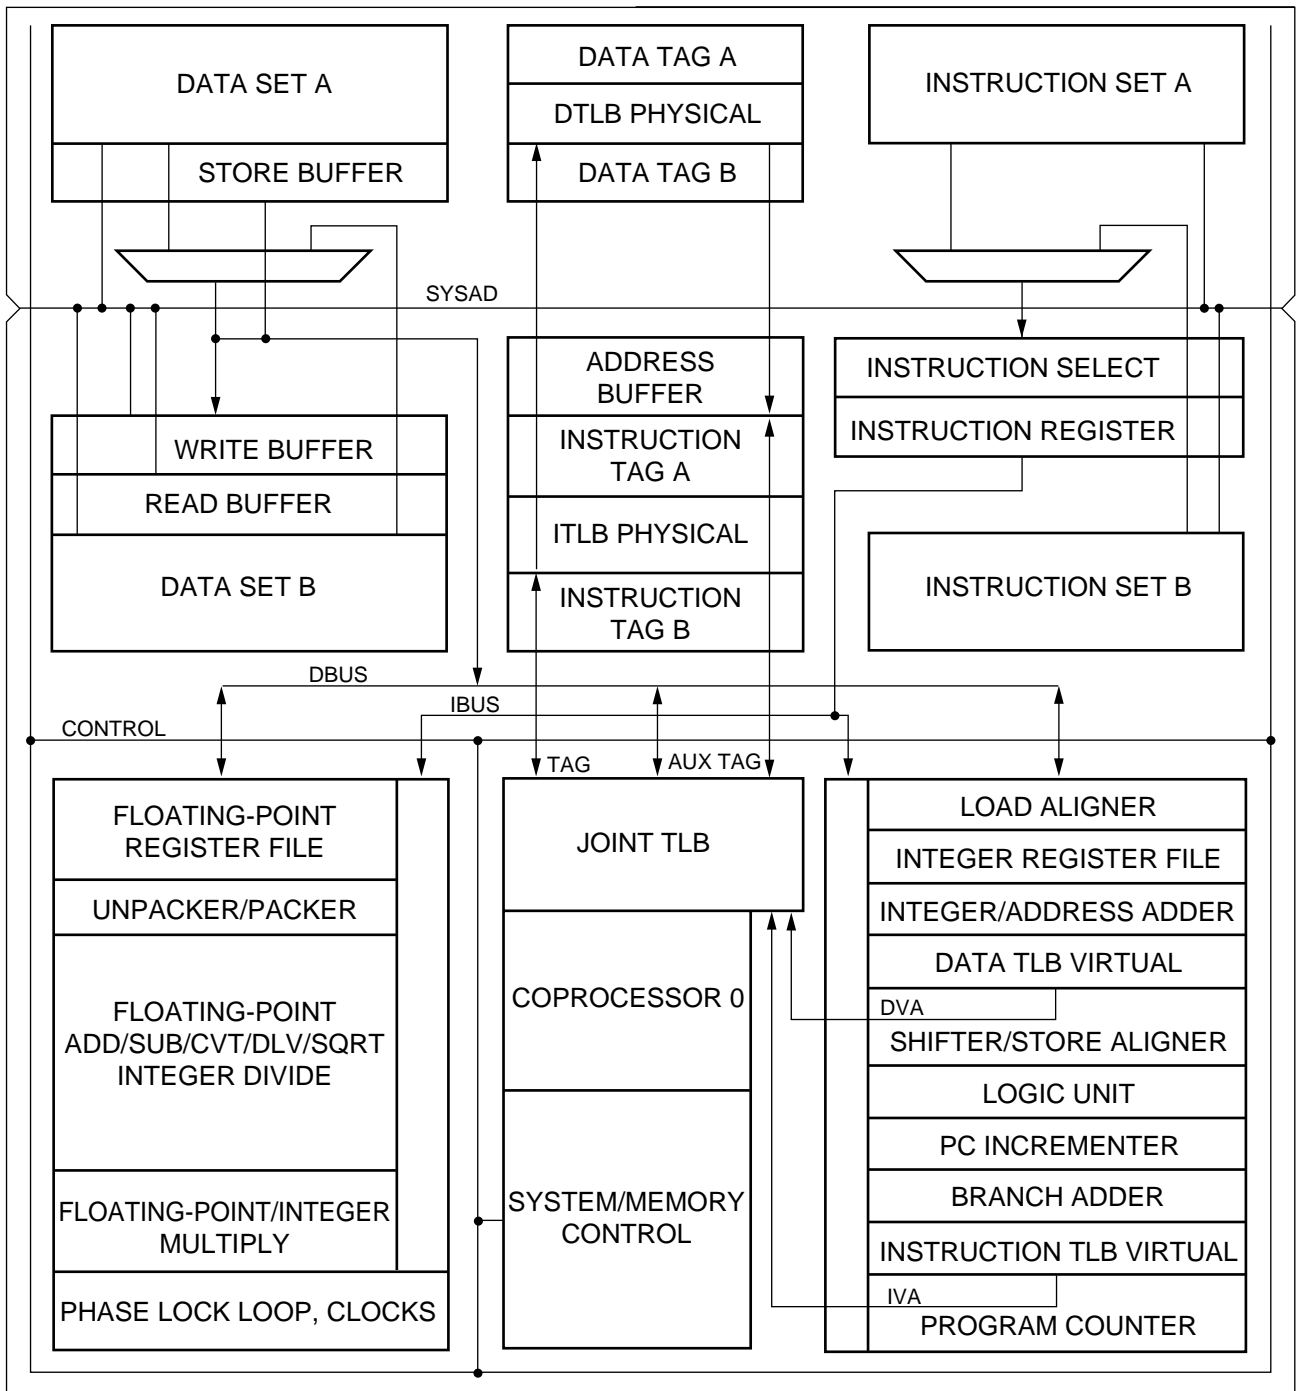 DATA SET A
STORE BUFFER
DATA TAG A
DTLB PHYSICAL
DATA TAG B
INSTRUCTION SET A
SYSAD
ADDRESS
BUFFER
INSTRUCTION
TAG A
ITLB PHYSICAL
INSTRUCTION
TAG B
INSTRUCTION SELECT
INSTRUCTION REGISTER
WRITE BUFFER
READ BUFFER
DATA SET B
INSTRUCTION SET B
DBUS
IBUS
CONTROL
TAG
AUX TAG
FLOATING-POINT
REGISTER FILE
UNPACKER/PACKER
FLOATING-POINT
ADD/SUB/CVT/DLV/SQRT
INTEGER DIVIDE
FLOATING-POINT/INTEGER
MULTIPLY
PHASE LOCK LOOP, CLOCKS
JOINT TLB
COPROCESSOR 0
SYSTEM/MEMORY
CONTROL
LOAD ALIGNER
INTEGER REGISTER FILE
INTEGER/ADDRESS ADDER
DATA TLB VIRTUAL
DVA
SHIFTER/STORE ALIGNER
LOGIC UNIT
PC INCREMENTER
BRANCH ADDER
INSTRUCTION TLB VIRTUAL
IVA
PROGRAM COUNTER